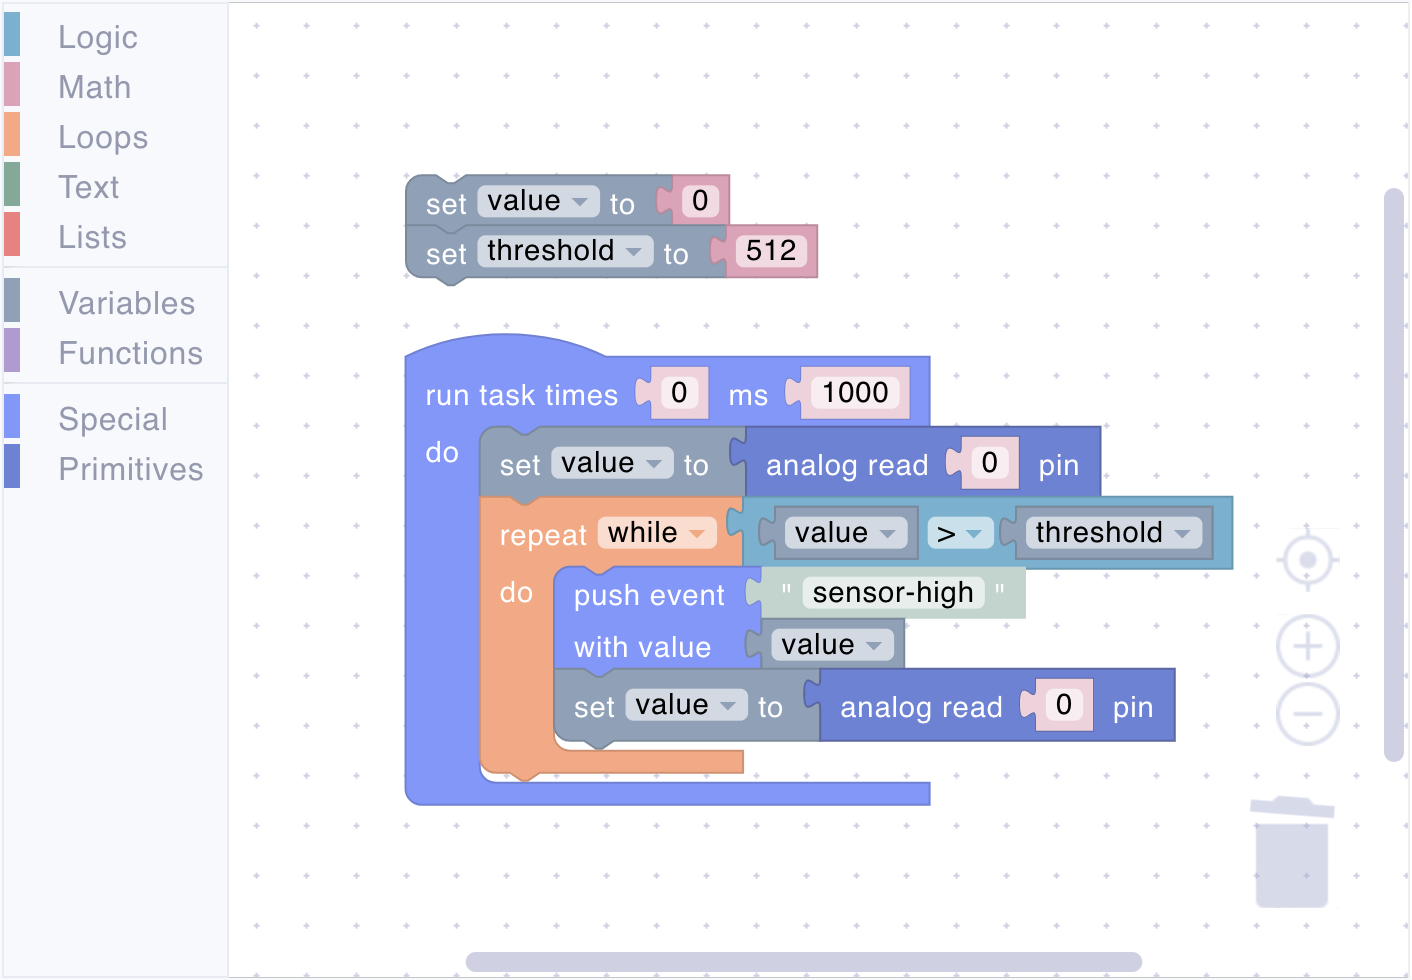 Logic
Math
Loops
Text
Lists
Variables
Functions
Special
Primitives
set value to 0
set threshold to 512
run task times 0 ms 1000
do
set value to analog read 0 pin
repeat while value > threshold
do
push event " sensor-high "
with value value
set value to analog read 0 pin